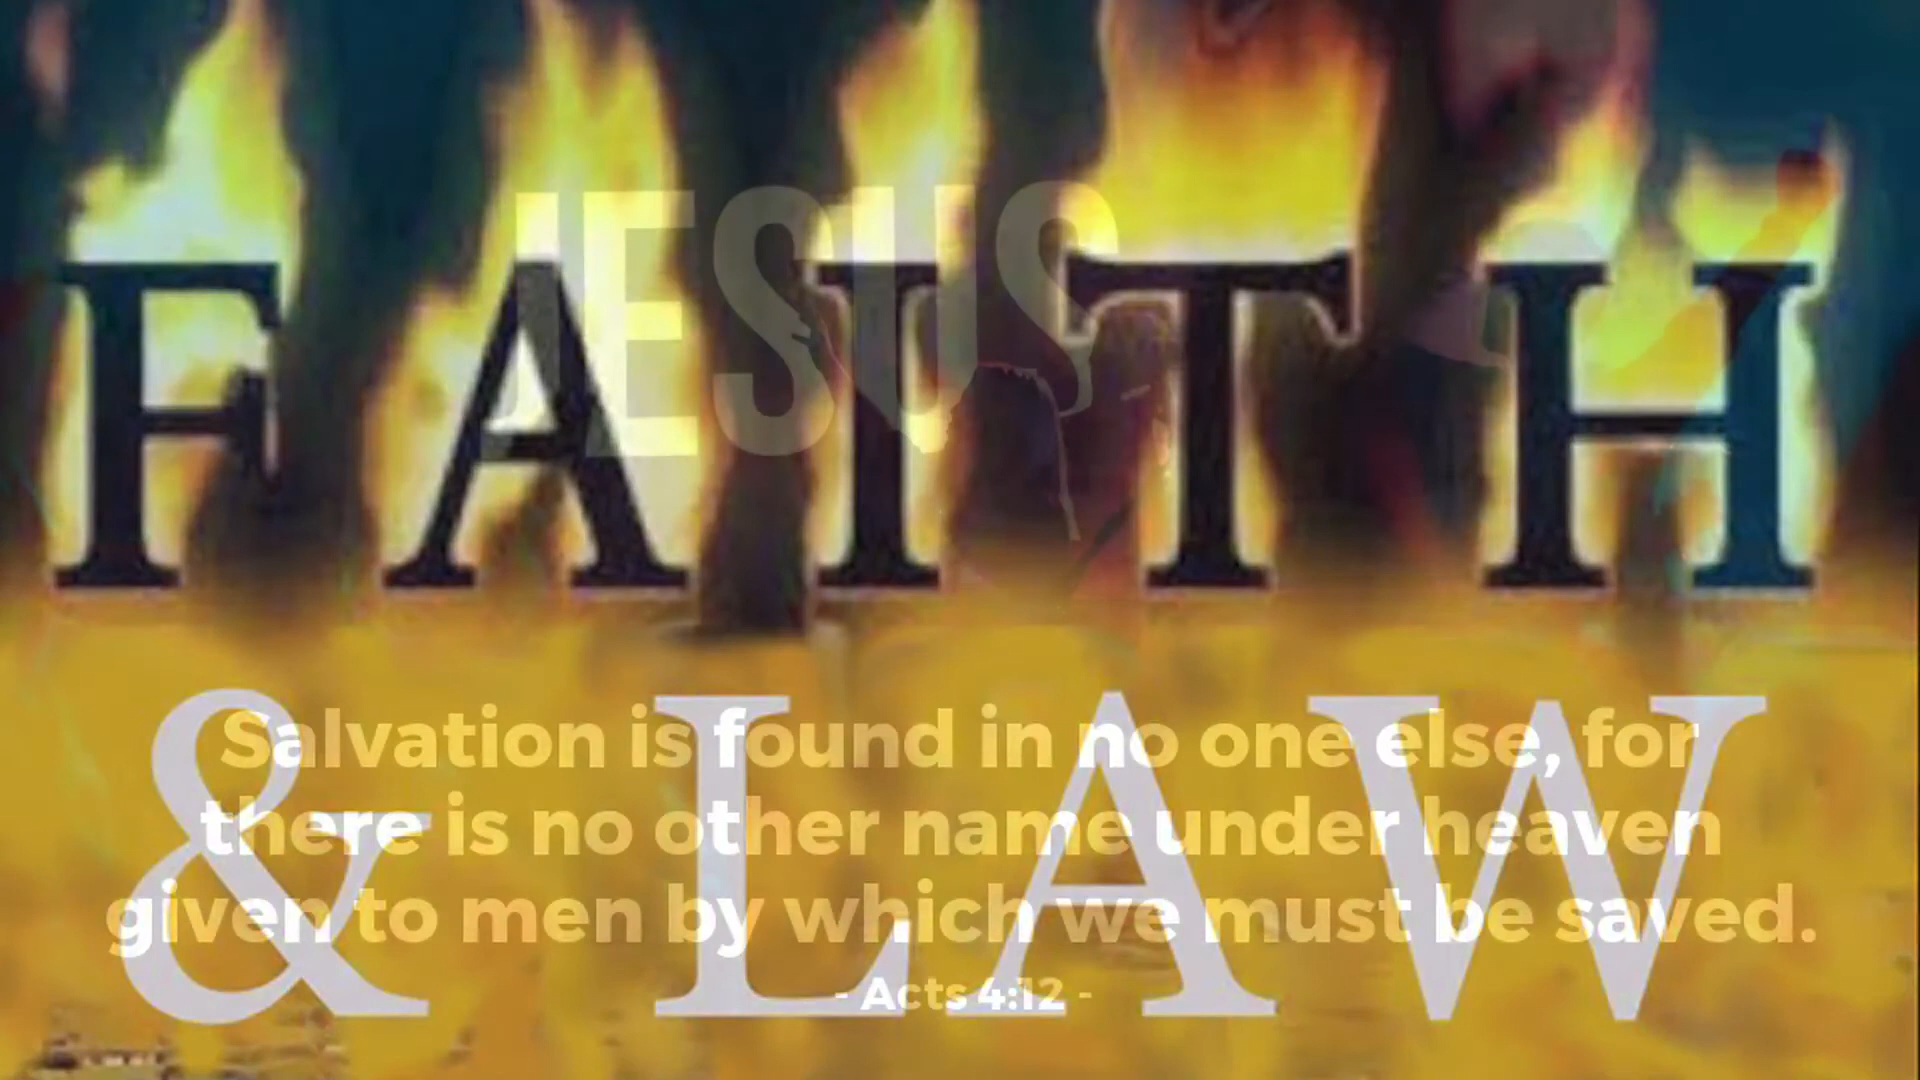 JESUS
FAITH
& LAW
Salvation is found in no one else, for
there is no other name under heaven
given to men by which we must be saved.
- Acts 4:12 -